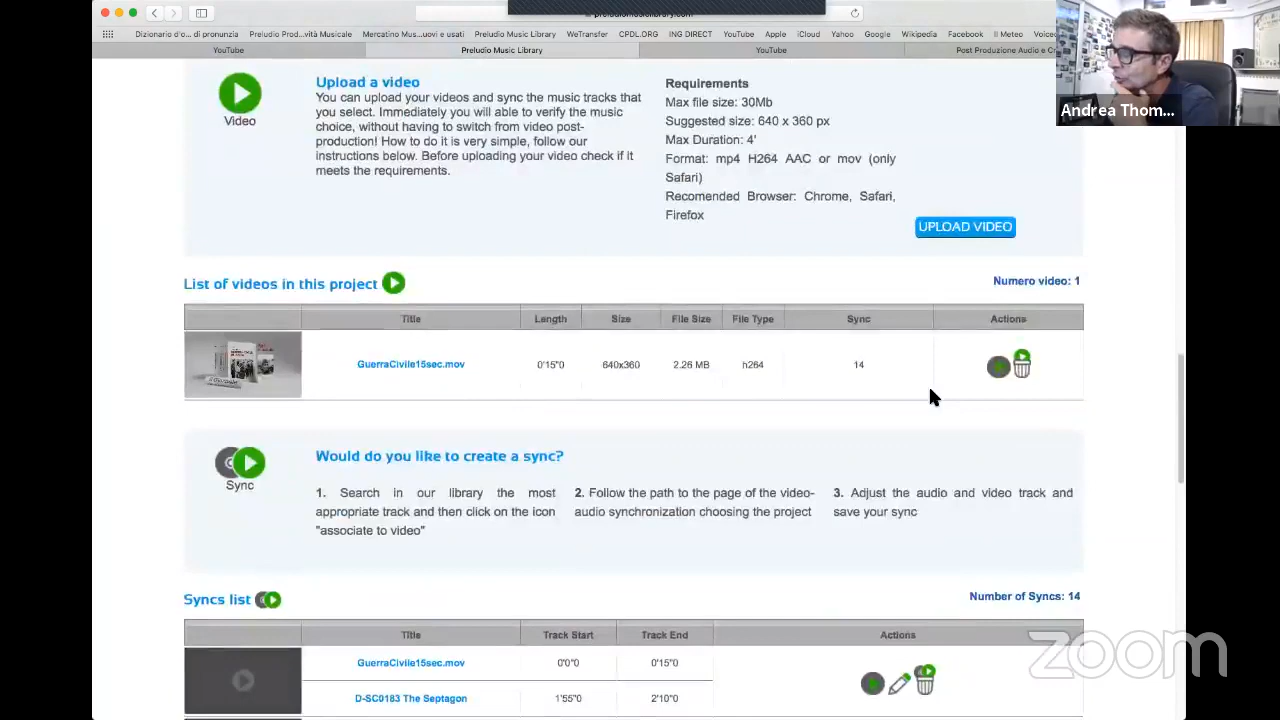 preludiomusiclibrary.com
Dizionario d'o... di pronunzia Preludio Prod...vità Musicale Mercatino Mus...uovi e usati Preludio Music Library WeTransfer CPDL.ORG ING DIRECT YouTube Apple iCloud Yahoo Google Wikipedia Facebook Il Meteo
YouTube Preludio Music Library YouTube Post Produzione Audio e
Andrea Thom...
Video
Upload a video
You can upload your videos and sync the music tracks that
you select. Immediately you will able to verify the music
choice, without having to switch from video post-
production! How to do it is very simple, follow our
instructions below. Before uploading your video check if it
meets the requirements.
Requirements
Max file size: 30Mb
Suggested size: 640 x 360 px
Max Duration: 4'
Format: mp4 H264 AAC or mov (only
Safari)
Recomended Browser: Chrome, Safari,
Firefox
UPLOAD VIDEO
List of videos in this project
Numero video: 1
Title Length Size File Size File Type Sync Actions
GuerraCivile15sec.mov 0'15"0 640x360 2.26 MB h264 14
Sync
Would do you like to create a sync?
1. Search in our library the most
appropriate track and then click on the icon
"associate to video"
2. Follow the path to the page of the video-
audio synchronization choosing the project
3. Adjust the audio and video track and
save your sync
Syncs list
Number of Syncs: 14
Title Track Start Track End Actions
GuerraCivile15sec.mov 0'0"0 0'15"0
D-SC0183 The Septagon 1'55"0 2'10"0
zoom